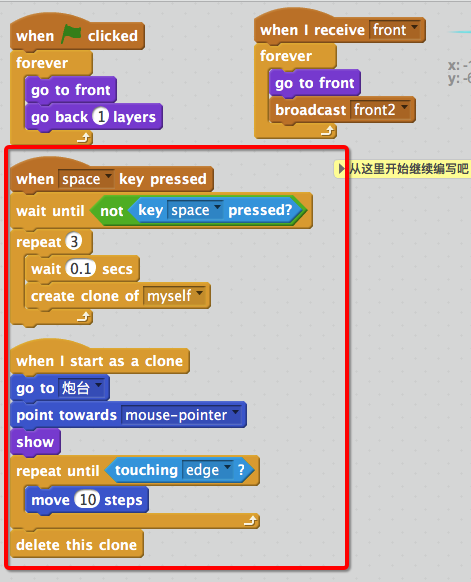 when clicked
forever
go to front
go back 1 layers
when I receive front
forever
go to front
broadcast front2
x: -1
y: -6
when space key pressed
wait until not key space pressed?
repeat 3
wait 0.1 secs
create clone of myself
从这里开始继续编写吧
when I start as a clone
go to 炮台
point towards mouse-pointer
show
repeat until touching edge ?
move 10 steps
delete this clone